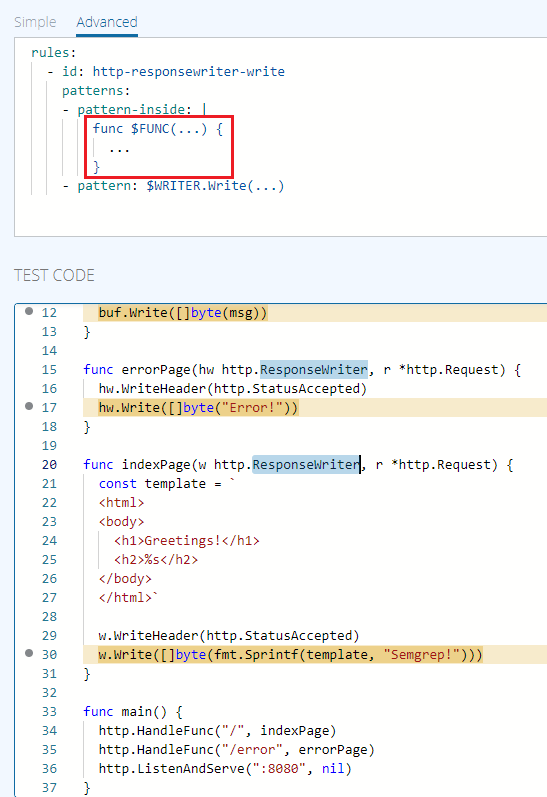 Simple Advanced
rules:
- id: http-responsewriter-write
patterns:
- pattern-inside: |
func $FUNC(...) {
...
}
- pattern: $WRITER.Write(...)
TEST CODE
12 buf.Write([]byte(msg))
13 }
14
15 func errorPage(hw http.ResponseWriter, r *http.Request) {
16 hw.WriteHeader(http.StatusAccepted)
17 hw.Write([]byte("Error!"))
18 }
19
20 func indexPage(w http.ResponseWriter, r *http.Request) {
21 const template = `
22 <html>
23 <body>
24 <h1>Greetings!</h1>
25 <h2>%s</h2>
26 </body>
27 </html>`
28
29 w.WriteHeader(http.StatusAccepted)
30 w.Write([]byte(fmt.Sprintf(template, "Semgrep!")))
31 }
32
33 func main() {
34 http.HandleFunc("/", indexPage)
35 http.HandleFunc("/error", errorPage)
36 http.ListenAndServe(":8080", nil)
37 }